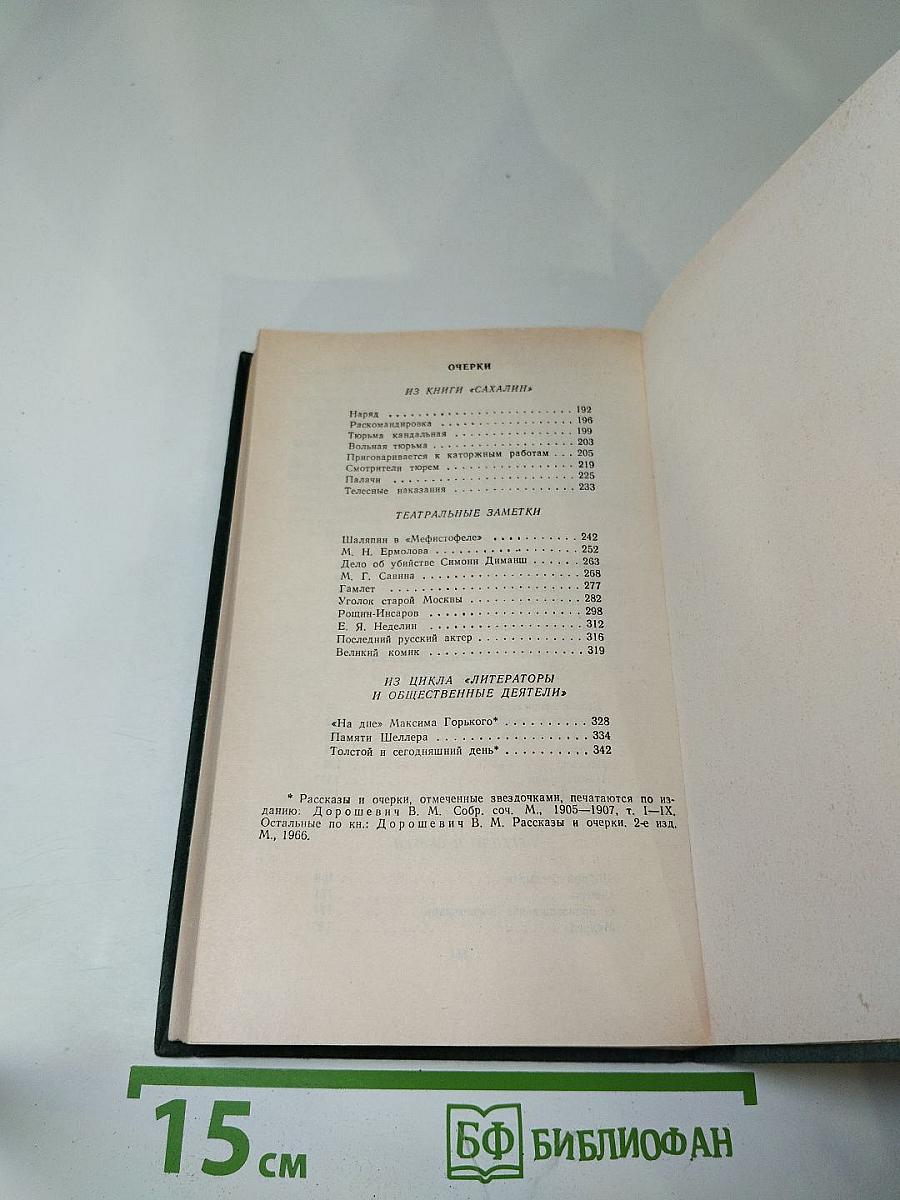 ОЧЕРКИ
ИЗ КНИГИ «САХАЛИН»
Наряд . . . . . . . . . . . . . . . . . . . . . . . 192
Раскомандировка . . . . . . . . . . . . . . . . . 196
Тюрьма кандальная . . . . . . . . . . . . . . . . 199
Вольная тюрьма . . . . . . . . . . . . . . . . . . 203
Приговаривается к каторжным работам . . . 205
Смотрители тюрем . . . . . . . . . . . . . . . . 219
Палачи . . . . . . . . . . . . . . . . . . . . . . 225
Телесные наказания . . . . . . . . . . . . . . . 233
ТЕАТРАЛЬНЫЕ ЗАМЕТКИ
Шаляпин в «Мефистофеле» . . . . . . . . . . 242
М. Н. Ермолова . . . . . . . . . . . . . . . . 252
Дело об убийстве Симонн Диманш . . . . . . 263
М. Г. Савина . . . . . . . . . . . . . . . . . . 268
Гамлет . . . . . . . . . . . . . . . . . . . . . 277
Уголок старой Москвы . . . . . . . . . . . . . 282
Рощин-Инсаров . . . . . . . . . . . . . . . . . 298
Е. Я. Неделин . . . . . . . . . . . . . . . . . 312
Последний русский актер . . . . . . . . . . . . 316
Великий комик . . . . . . . . . . . . . . . . . 319
ИЗ ЦИКЛА «ЛИТЕРАТОРЫ
И ОБЩЕСТВЕННЫЕ ДЕЯТЕЛИ»
«На дне» Максима Горького* . . . . . . . . . . 328
Памяти Шеллера . . . . . . . . . . . . . . . . . 334
Толстой и сегодняшний день* . . . . . . . . . . 342
* Рассказы и очерки, отмеченные звездочками, печатаются по из-
данию: Дорошевич В. М. Собр. соч. М., 1905—1907, т. I—IX.
Остальные по кн.: Дорошевич В. М. Рассказы и очерки. 2-е изд.
М., 1966.
15 см
БФ БИБЛИОФАН